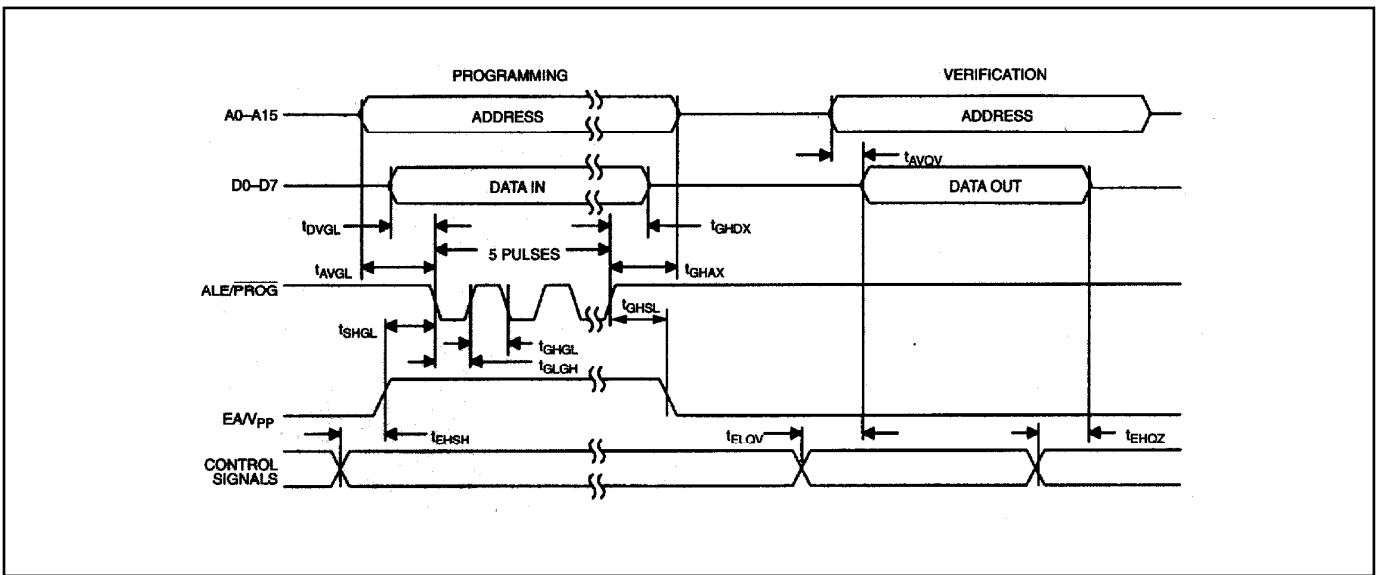 PROGRAMMING
VERIFICATION
A0–A15
ADDRESS
ADDRESS
tAVQV
D0–D7
DATA IN
DATA OUT
tDVGL
tGHDX
5 PULSES
tAVGL
tGHAX
ALE/PROG
tGHSL
tSHGL
tGHGL
tGLGH
EA/VPP
tEHSH
tELQV
tEHQZ
CONTROL
SIGNALS